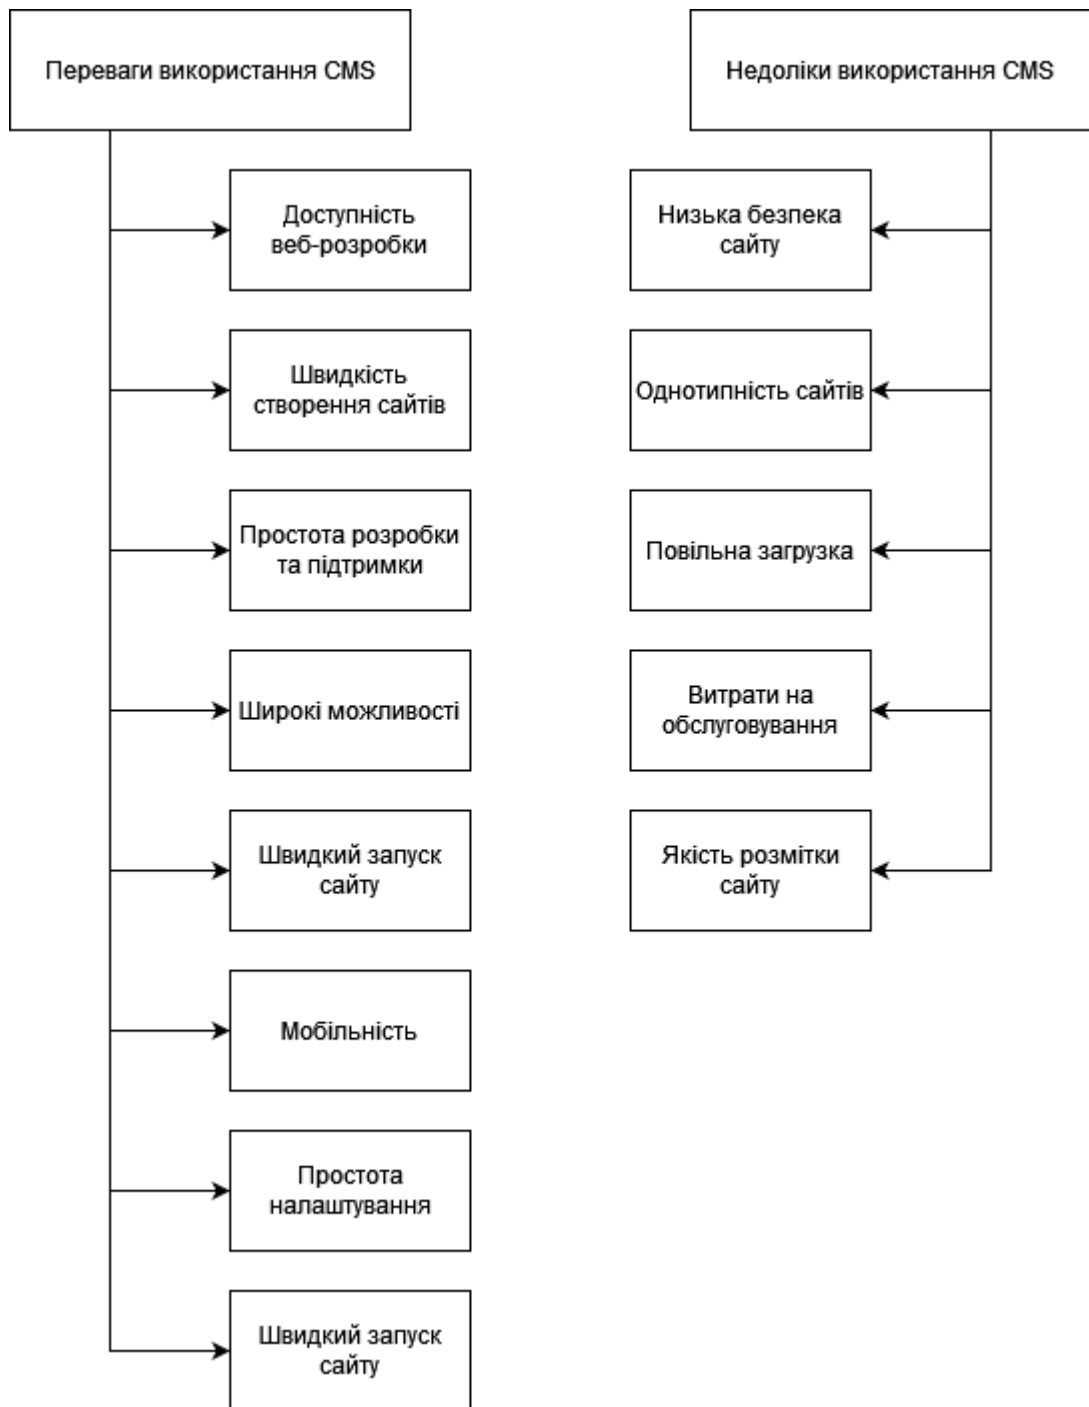 Переваги використання CMS
Доступність
веб-розробки
Швидкість
створення сайтів
Простота розробки
та підтримки
Широкі можливості
Швидкий запуск
сайту
Мобільність
Простота
налаштування
Швидкий запуск
сайту
Недоліки використання CMS
Низька безпека
сайту
Однотипність сайтів
Повільна загрузка
Витрати на
обслуговування
Якість розмітки
сайту